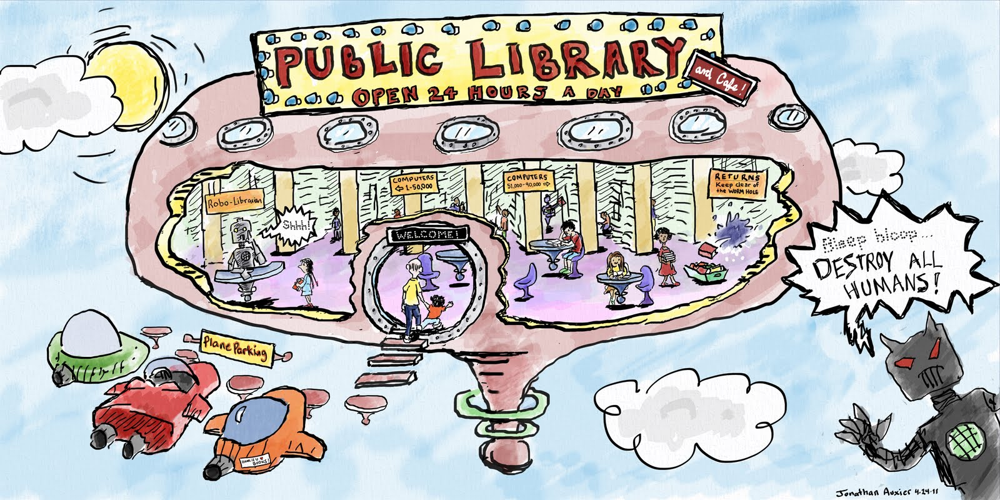 PUBLIC LIBRARY
OPEN 24 HOURS A DAY
and Cafe!
Robo-Librarian
Shhh!
COMPUTERS
⇐ 1-50,000
COMPUTERS
51,000-90,000 ⇒
RETURNS
Keep clear of
the WORM HOLE
WELCOME!
Bleep bloop...
DESTROY ALL
HUMANS!
Plane Parking
Honk if U ♥
BOOKS!
Jonathan Auxier 4.24.11